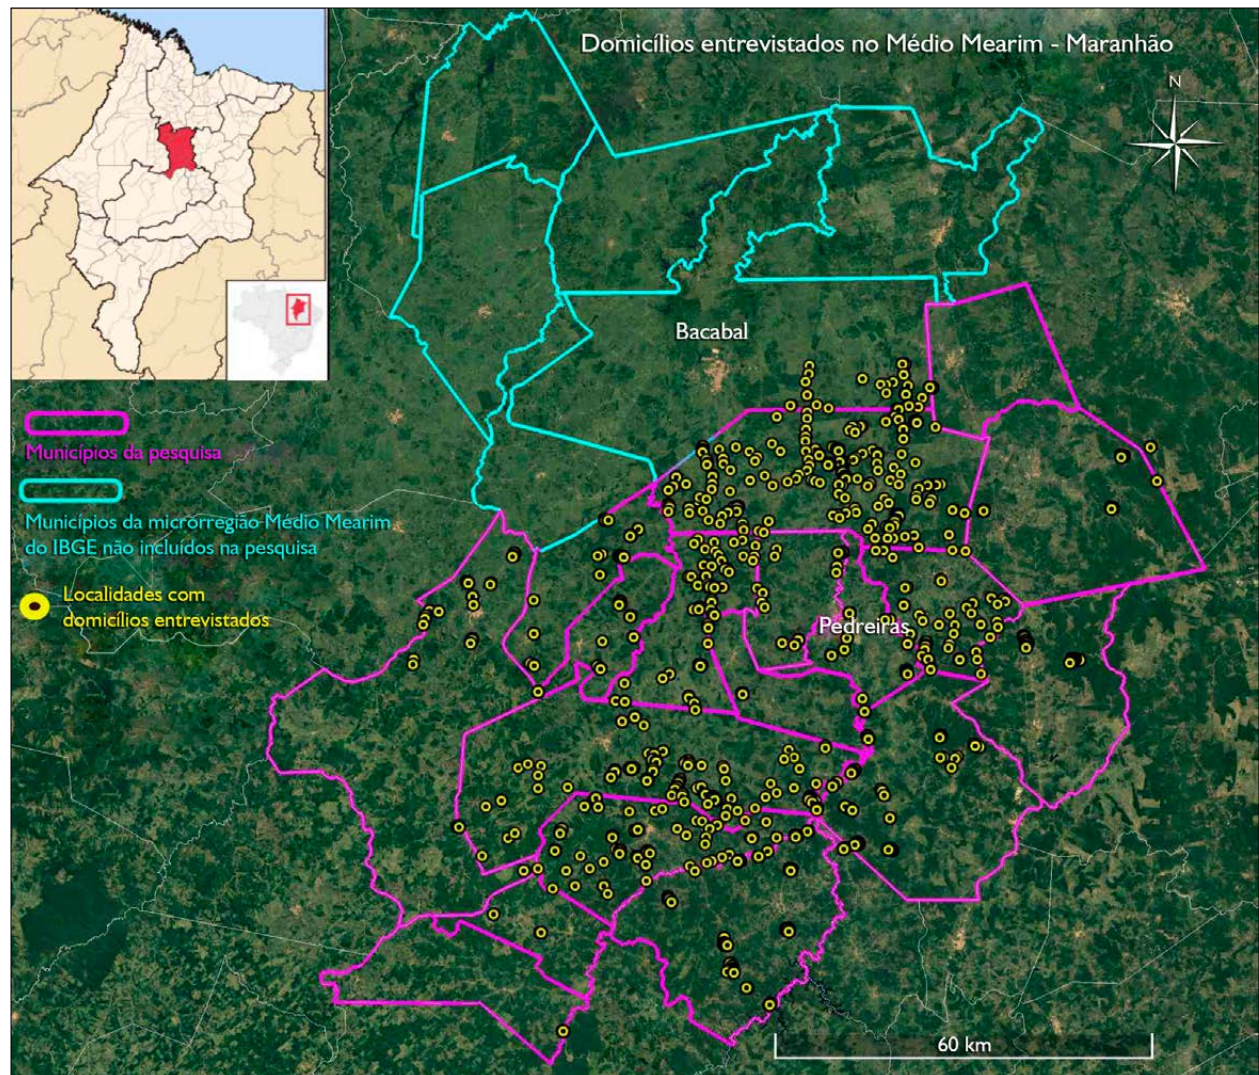 Domicílios entrevistados no Médio Mearim - Maranhão
N
Bacabal
Municípios da pesquisa
Municípios da microrregião Médio Mearim
do IBGE não incluídos na pesquisa
Localidades com
domicílios entrevistados
Pedreiras
60 km